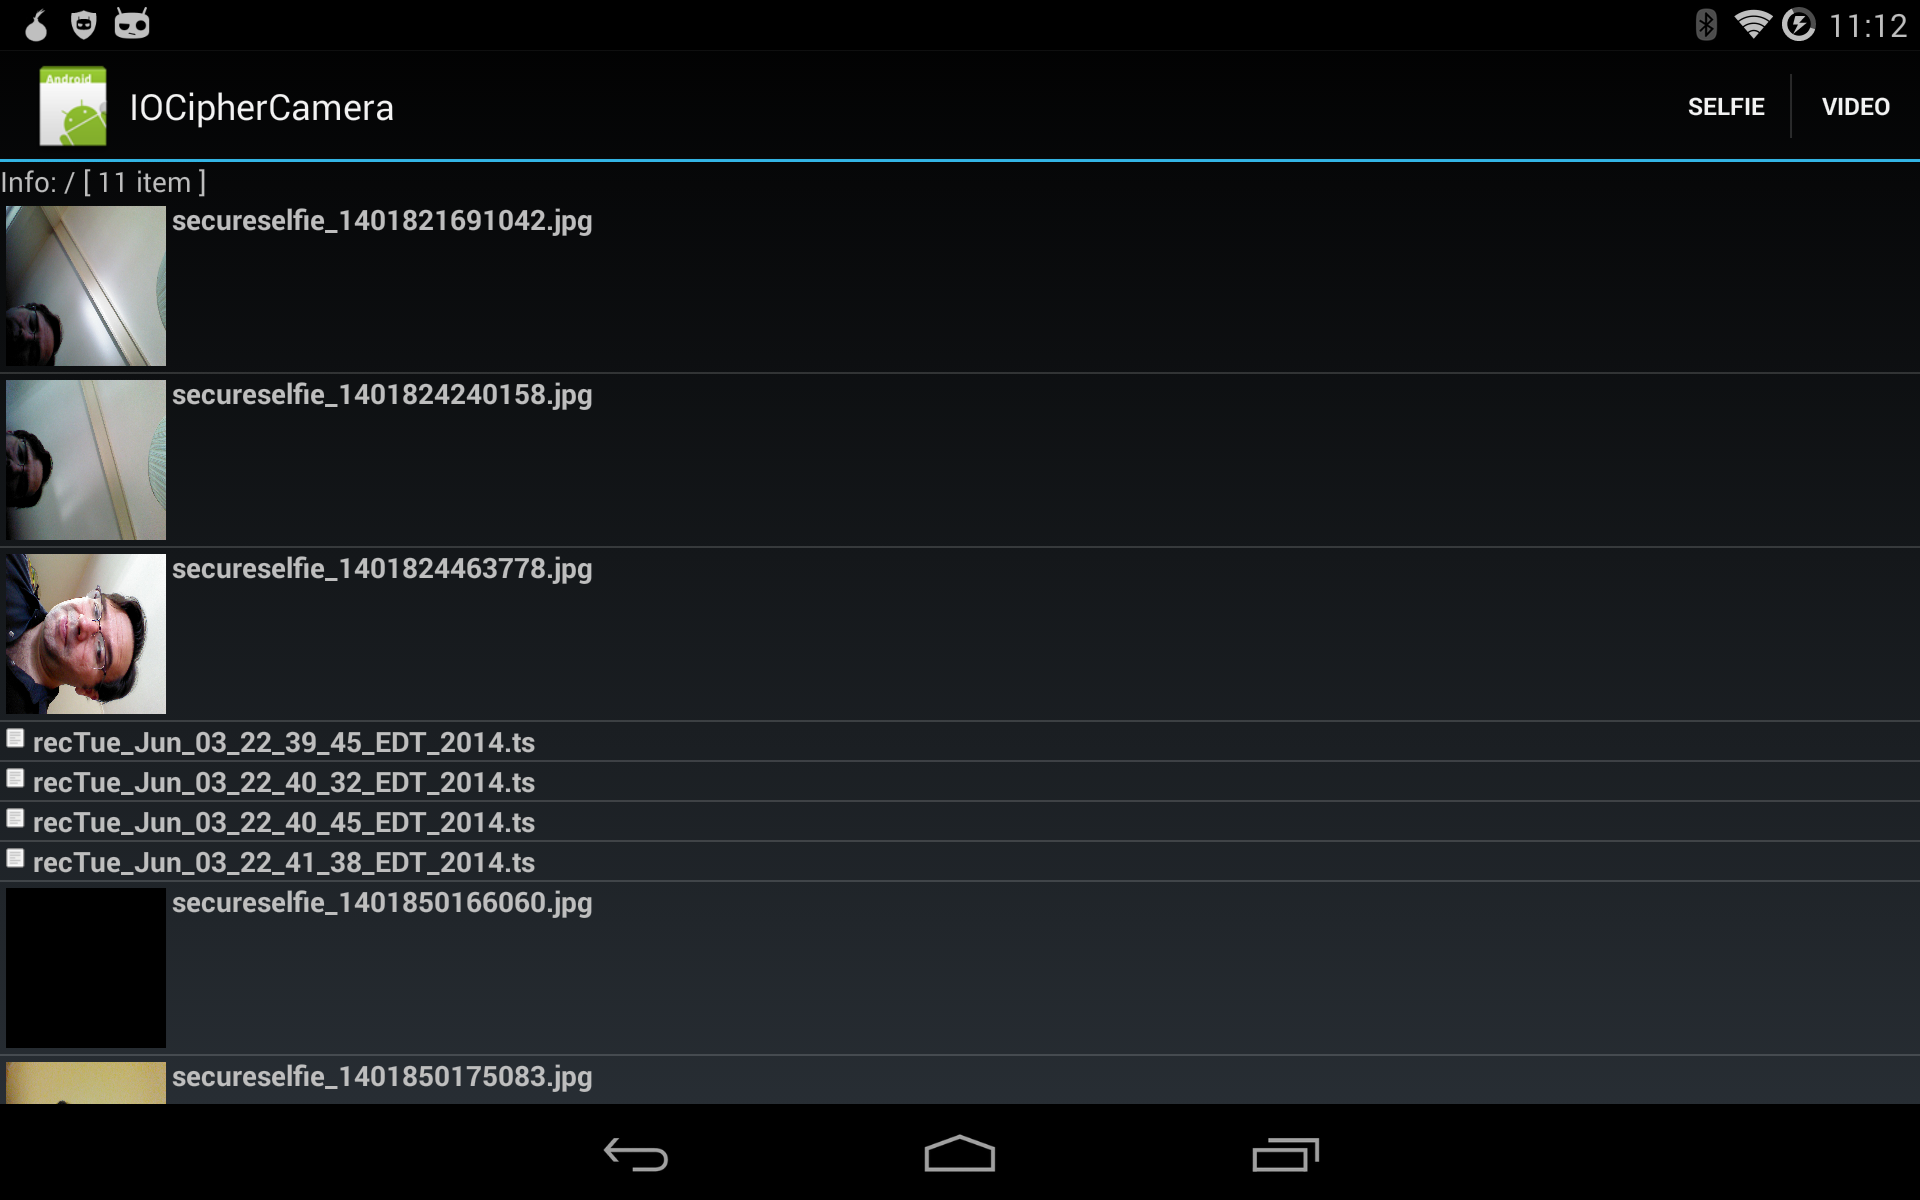 11:12
Android
IOCipherCamera
SELFIE
VIDEO
Info: / [ 11 item ]
secureselfie_1401821691042.jpg
secureselfie_1401824240158.jpg
secureselfie_1401824463778.jpg
recTue_Jun_03_22_39_45_EDT_2014.ts
recTue_Jun_03_22_40_32_EDT_2014.ts
recTue_Jun_03_22_40_45_EDT_2014.ts
recTue_Jun_03_22_41_38_EDT_2014.ts
secureselfie_1401850166060.jpg
secureselfie_1401850175083.jpg